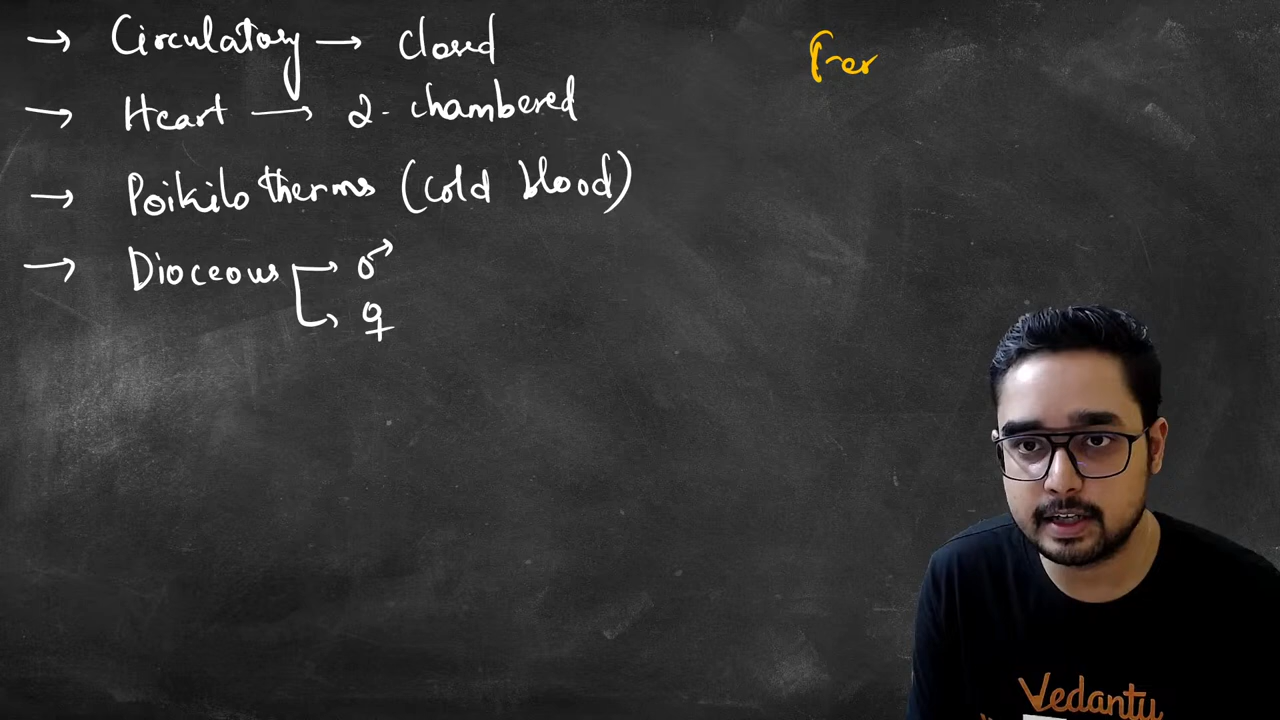 → Circulatory → closed
→ Heart → 2-chambered
→ Poikilotherms (cold blood)
→ Dioceous → ♂
→ ♀
Fer
Vedantu